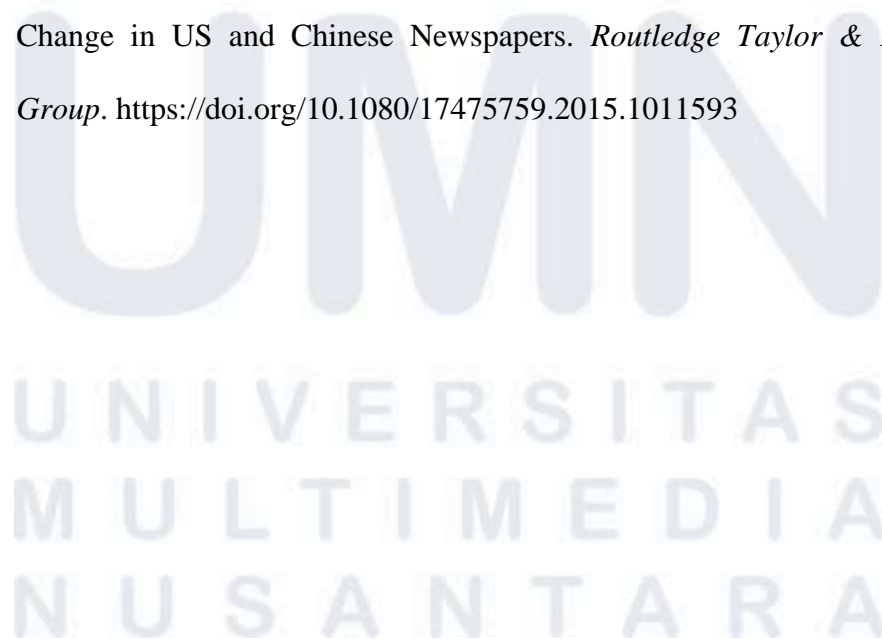 Change in US and Chinese Newspapers. Routledge Taylor &
Group. https://doi.org/10.1080/17475759.2015.1011593
UMN
UNIVERSITAS
MULTIMEDIA
NUSANTARA